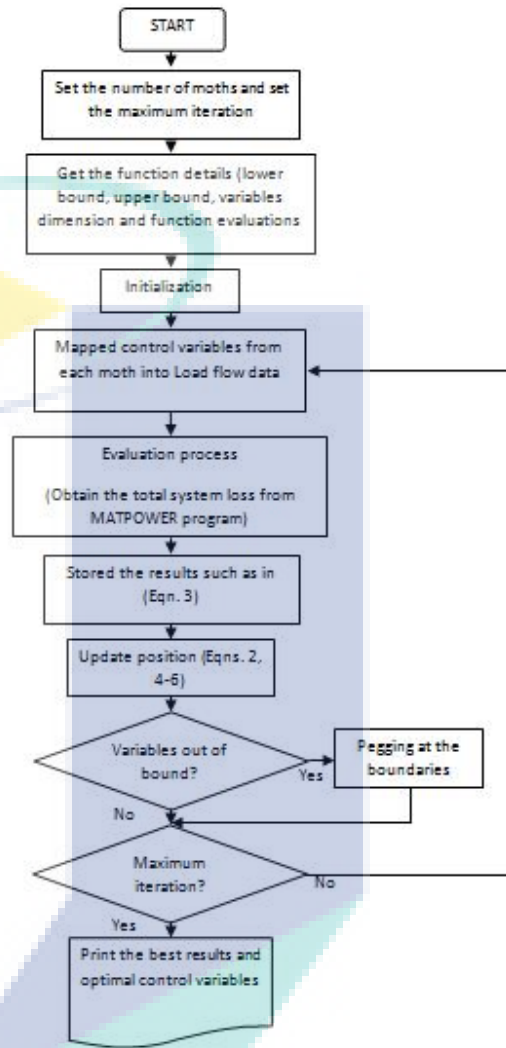 START
Set the number of moths and set
the maximum iteration
Get the function details (lower
bound, upper bound, variables
dimension and function evaluations
Initialization
Mapped control variables from
each moth into Load flow data
Evaluation process
(Obtain the total system loss from
MATPOWER program)
Stored the results such as in
(Eqn. 3)
Update position (Eqns. 2,
4-6)
Variables out of
bound?
Yes
Pegging at the
boundaries
No
Maximum
iteration?
No
Yes
Print the best results and
optimal control variables